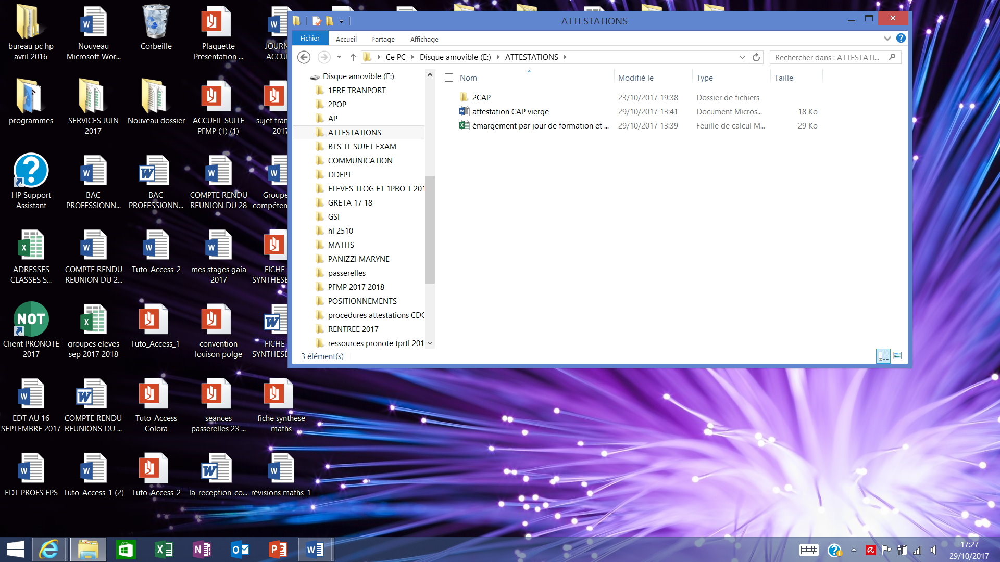 bureau pc hp
avril 2016
Nouveau
Microsoft Wor...
Corbeille
Plaquette
Presentation ...
JOURN
ACCUE
programmes
SERVICES JUIN
2017
Nouveau dossier
ACCUEIL SUITE
PFMP (1) (1)
sujet tran
2017
HP Support
Assistant
BAC
PROFESSIONN...
BAC
PROFESSIONN...
COMPTE RENDU
REUNION DU 28
Groupe
compéten
ADRESSES
CLASSES S...
COMPTE RENDU
REUNION DU 2...
Tuto_Access_2
mes stages gaia
2017
FICHE
SYNTHESE
NOT
Client PRONOTE
2017
groupes eleves
sep 2017 2018
Tuto_Access_1
convention
louison polge
FICHE
SYNTHESE
EDT AU 16
SEPTEMBRE 2017
COMPTE RENDU
REUNIONS DU ...
Tuto_Access
Colora
seances
passerelles 23 ...
fiche synthese
maths
EDT PROFS EPS
Tuto_Access_1 (2)
Tuto_Access_2
la_reception_co...
révisions maths_1
ATTESTATIONS
Fichier
Accueil
Partage
Affichage
Ce PC
Disque amovible (E:)
ATTESTATIONS
Rechercher dans : ATTESTATI...
Disque amovible (E:)
1ERE TRANPORT
2POP
AP
ATTESTATIONS
BTS TL SUJET EXAM
COMMUNICATION
DDFPT
ELEVES TLOG ET 1PRO T 201
GRETA 17 18
GSI
hl 2510
MATHS
PANIZZI MARYNE
passerelles
PFMP 2017 2018
POSITIONNEMENTS
procedures attestations CDC
RENTREE 2017
ressources pronote tprtl 201
Nom
Modifié le
Type
Taille
2CAP 23/10/2017 19:38 Dossier de fichiers
attestation CAP vierge 29/10/2017 13:41 Document Micros... 18 Ko
émargement par jour de formation et ... 29/10/2017 13:39 Feuille de calcul M... 29 Ko
3 élément(s)
17:27
29/10/2017